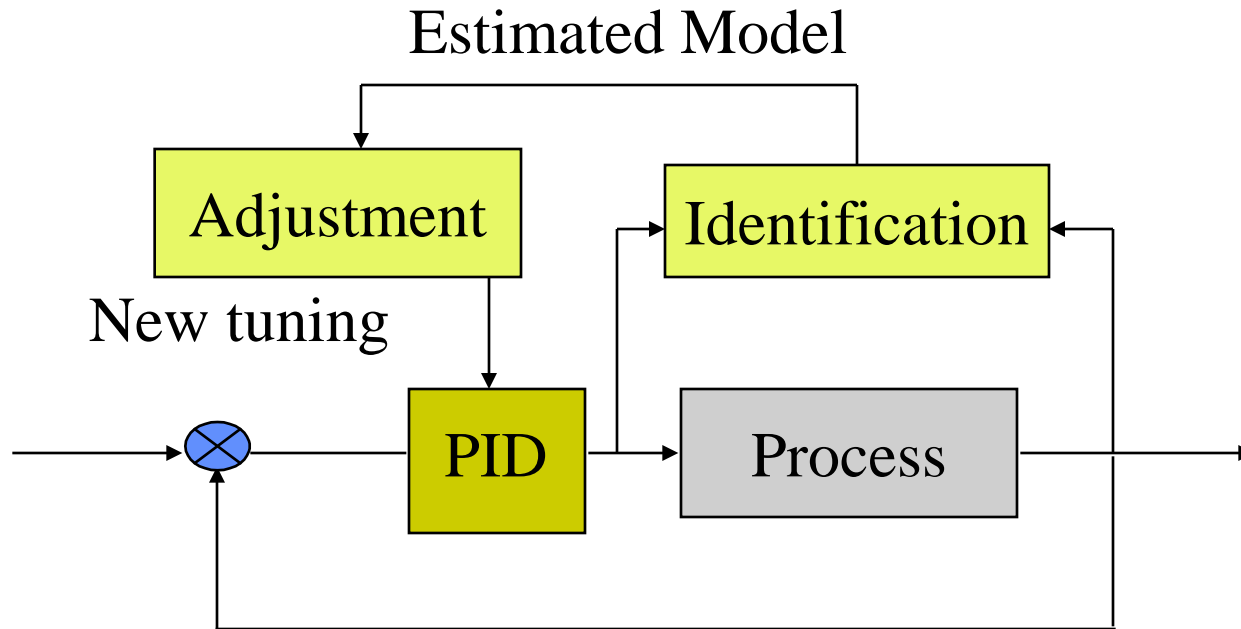 Estimated Model
Adjustment
Identification
New tuning
PID
Process